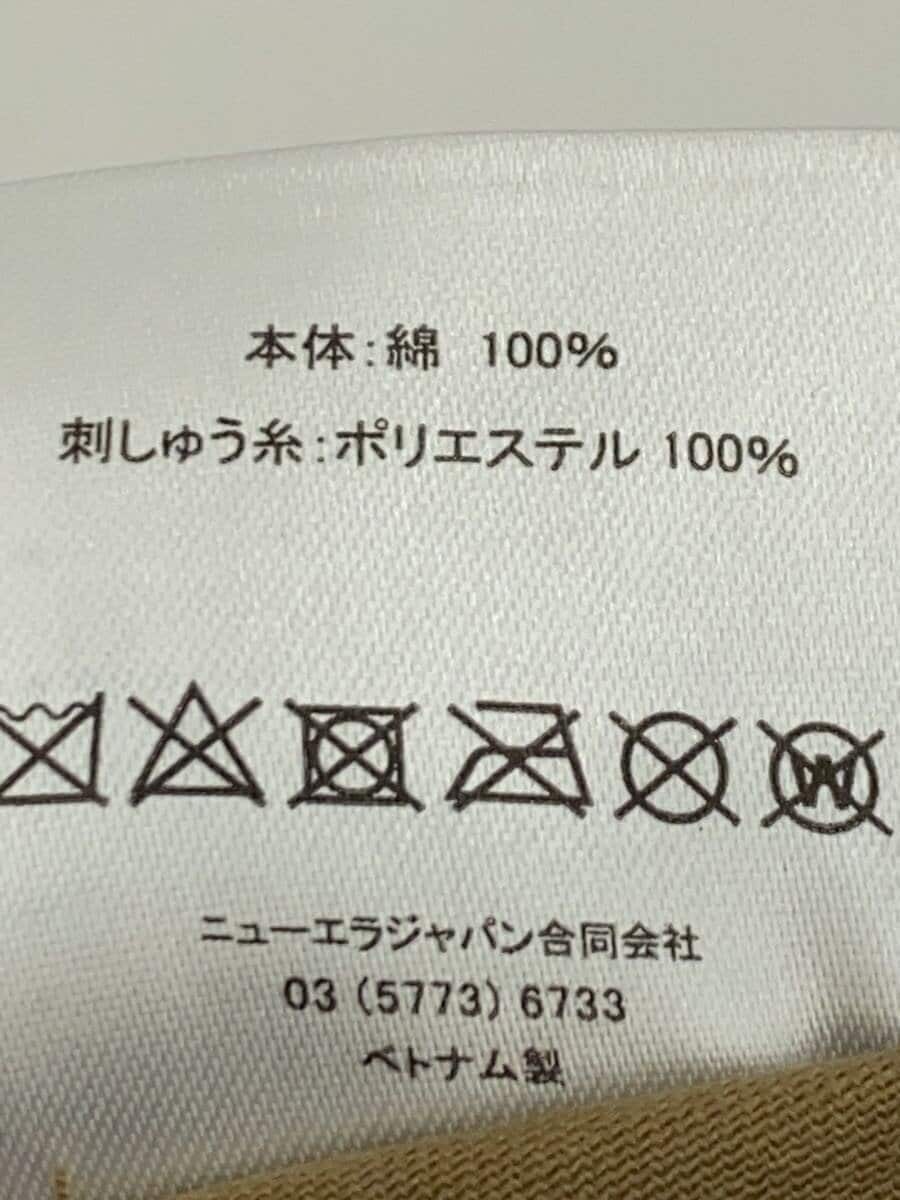 本体:綿 100%
刺しゅう糸:ポリエステル 100%
W
ニューエラジャパン合同会社
03 (5773) 6733
ベトナム製